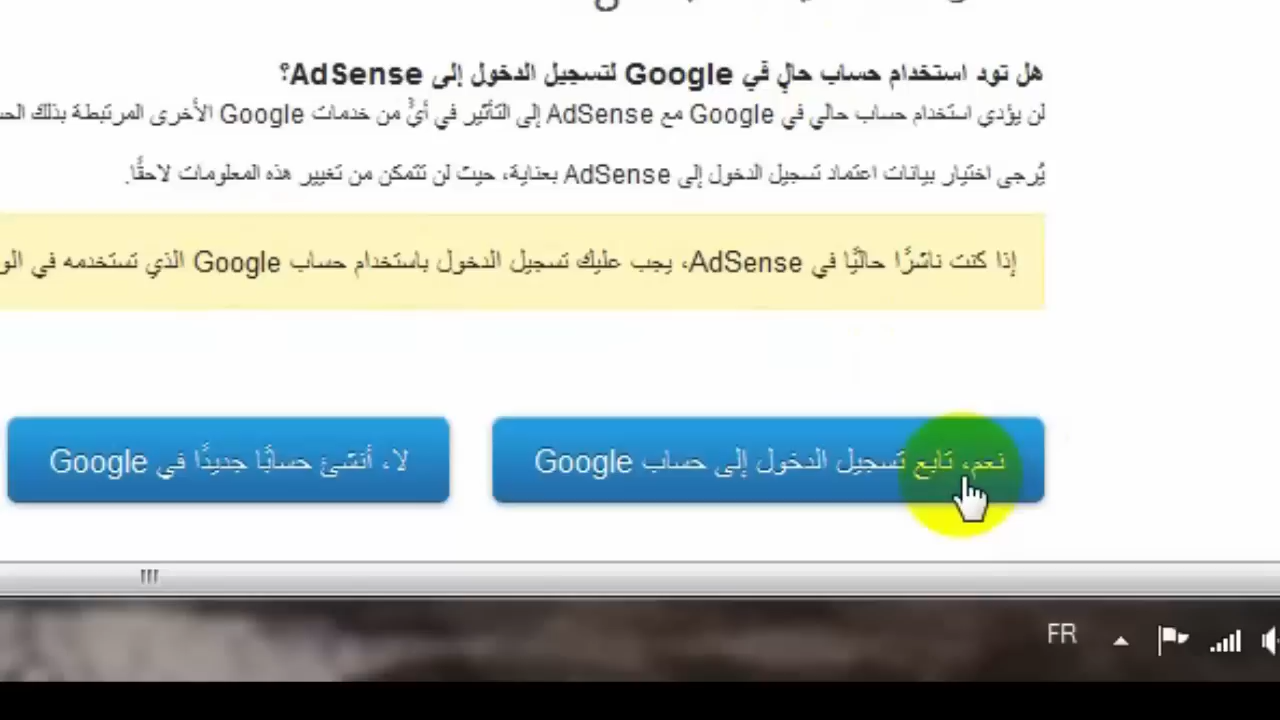 هل تود استخدام حسابٍ حالٍ في Google لتسجيل الدخول إلى AdSense؟
لن يؤدي استخدام حساب حالي في Google مع AdSense إلى التأثير في أيٍّ من خدمات Google الأخرى المرتبطة بذلك
يُرجى اختيار بيانات اعتماد تسجيل الدخول إلى AdSense بعناية، حيث لن تتمكن من تغيير هذه المعلومات لاحقًا.
إذا كنت ناشرًا حاليًا في AdSense، يجب عليك تسجيل الدخول باستخدام حساب Google الذي تستخدمه في
نعم، تابع تسجيل الدخول إلى حساب Google
لا، أنشئ حسابًا جديدًا في Google
FR